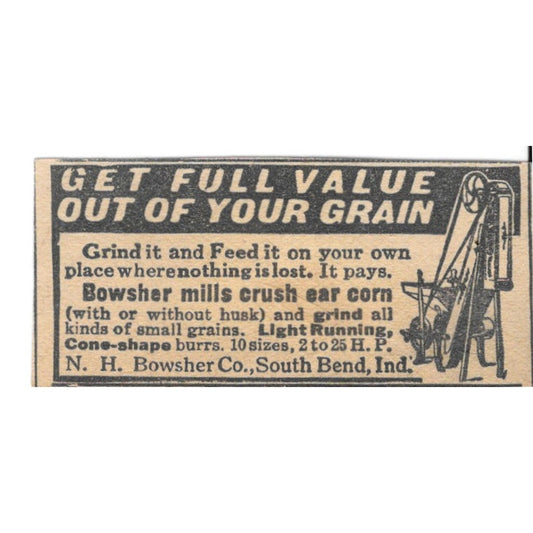 GET FULL VALUE
OUT OF YOUR GRAIN
Grind it and Feed it on your own
place where nothing is lost. It pays.
Bowsher mills crush ear corn
(with or without husk) and grind all
kinds of small grains. Light Running,
Cone-shape burrs. 10 sizes, 2 to 25 H. P.
N. H. Bowsher Co., South Bend, Ind.